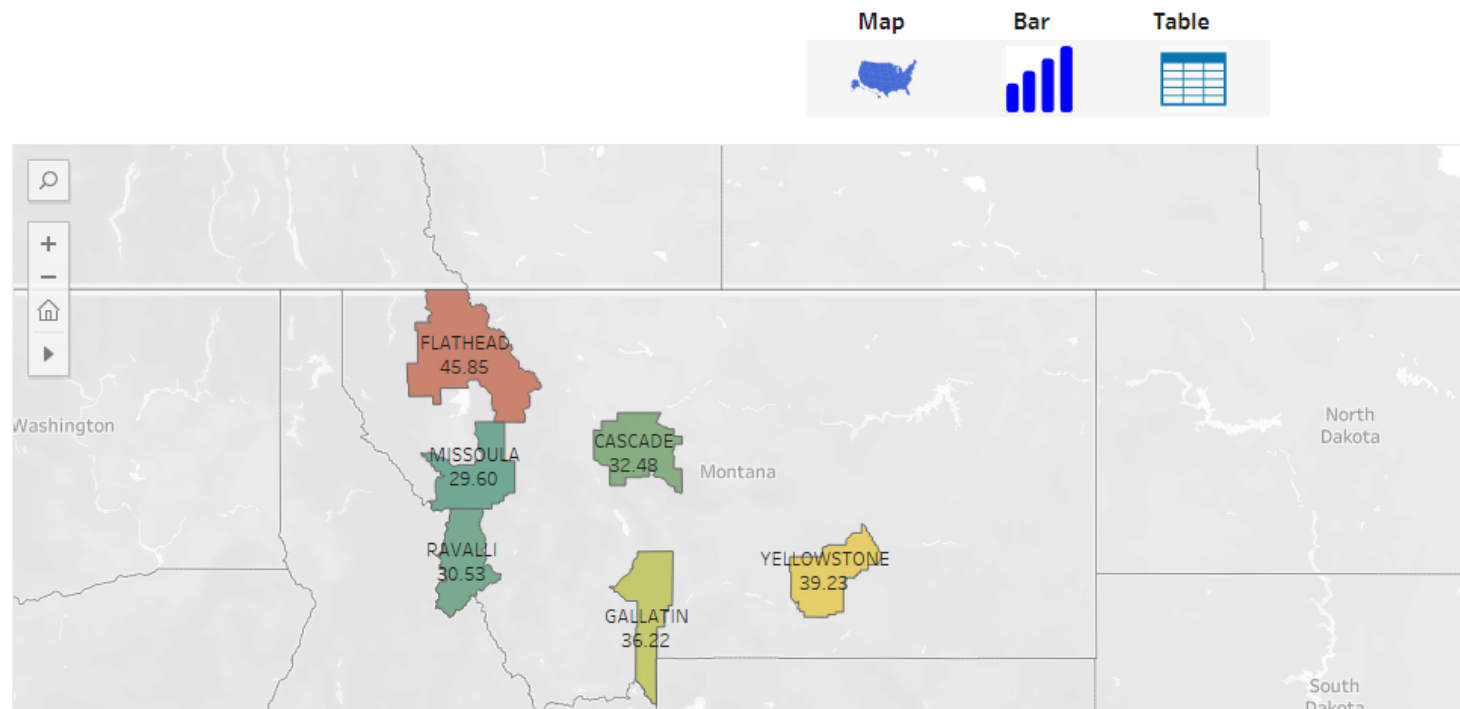 Map Bar Table
FLATHEAD
45.85
Washington
MISSOULA
29.60
CASCADE
32.48
Montana
North
Dakota
RAVALLI
30.53
YELLOWSTONE
39.23
GALLATIN
36.22
South
Dakota